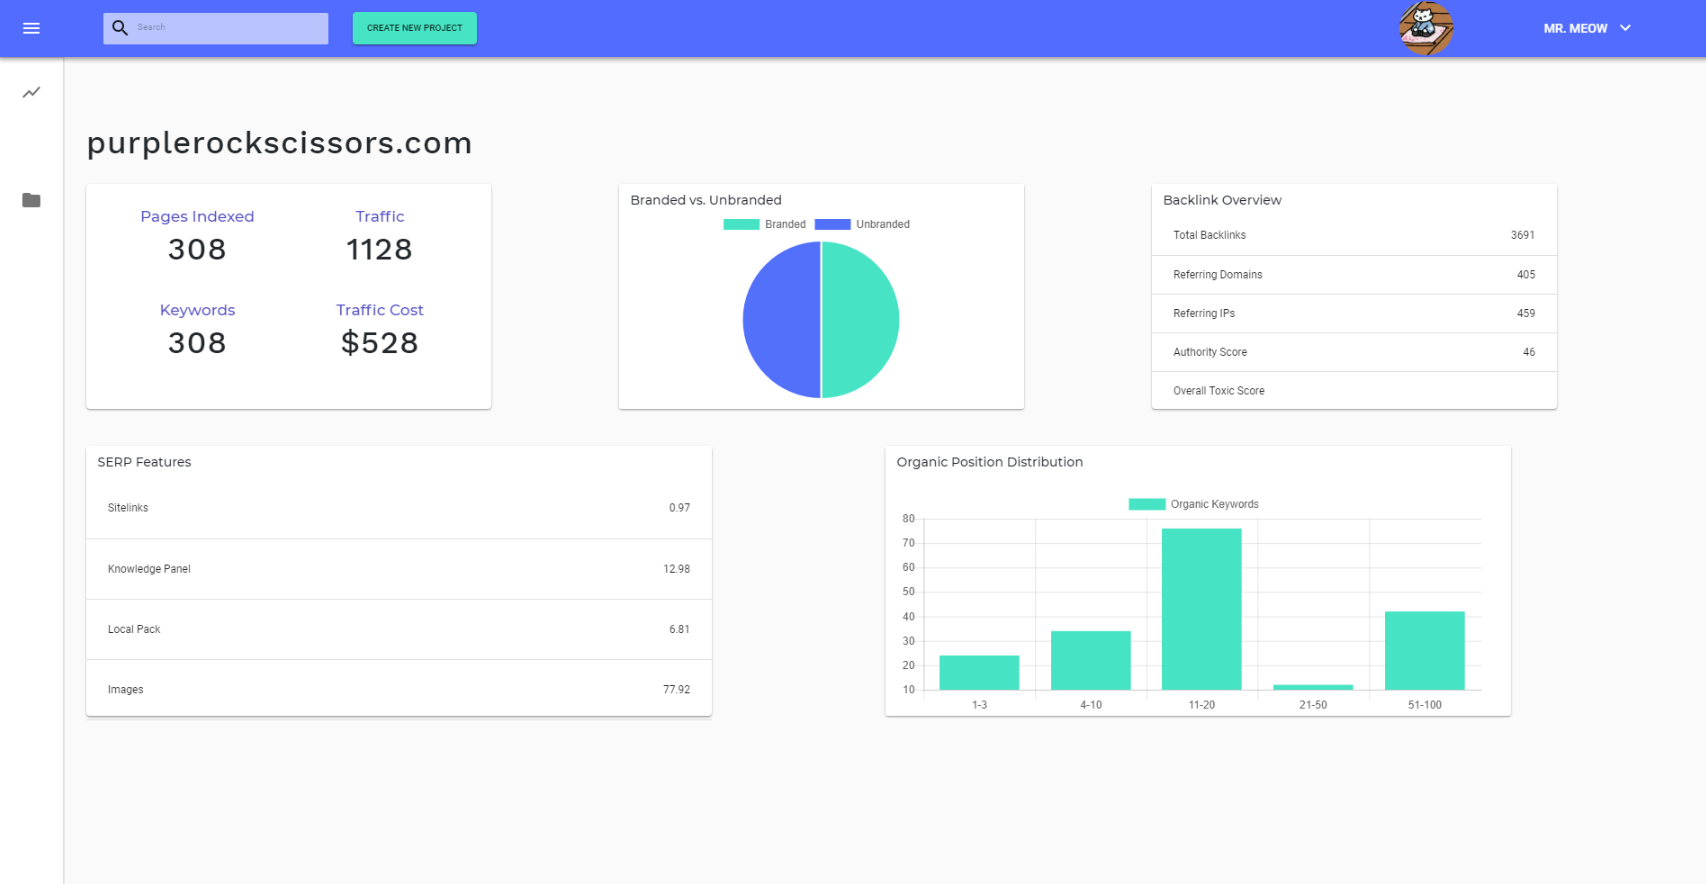 Search
CREATE NEW PROJECT
MR. MEOW
purplerockscissors.com
Pages Indexed
308
Traffic
1128
Keywords
308
Traffic Cost
$528
Branded vs. Unbranded
Branded
Unbranded
Backlink Overview
Total Backlinks 3691
Referring Domains 405
Referring IPs 459
Authority Score 46
Overall Toxic Score
SERP Features
Sitelinks 0.97
Knowledge Panel 12.98
Local Pack 6.81
Images 77.92
Organic Position Distribution
Organic Keywords
80
70
60
50
40
30
20
10
1-3 4-10 11-20 21-50 51-100